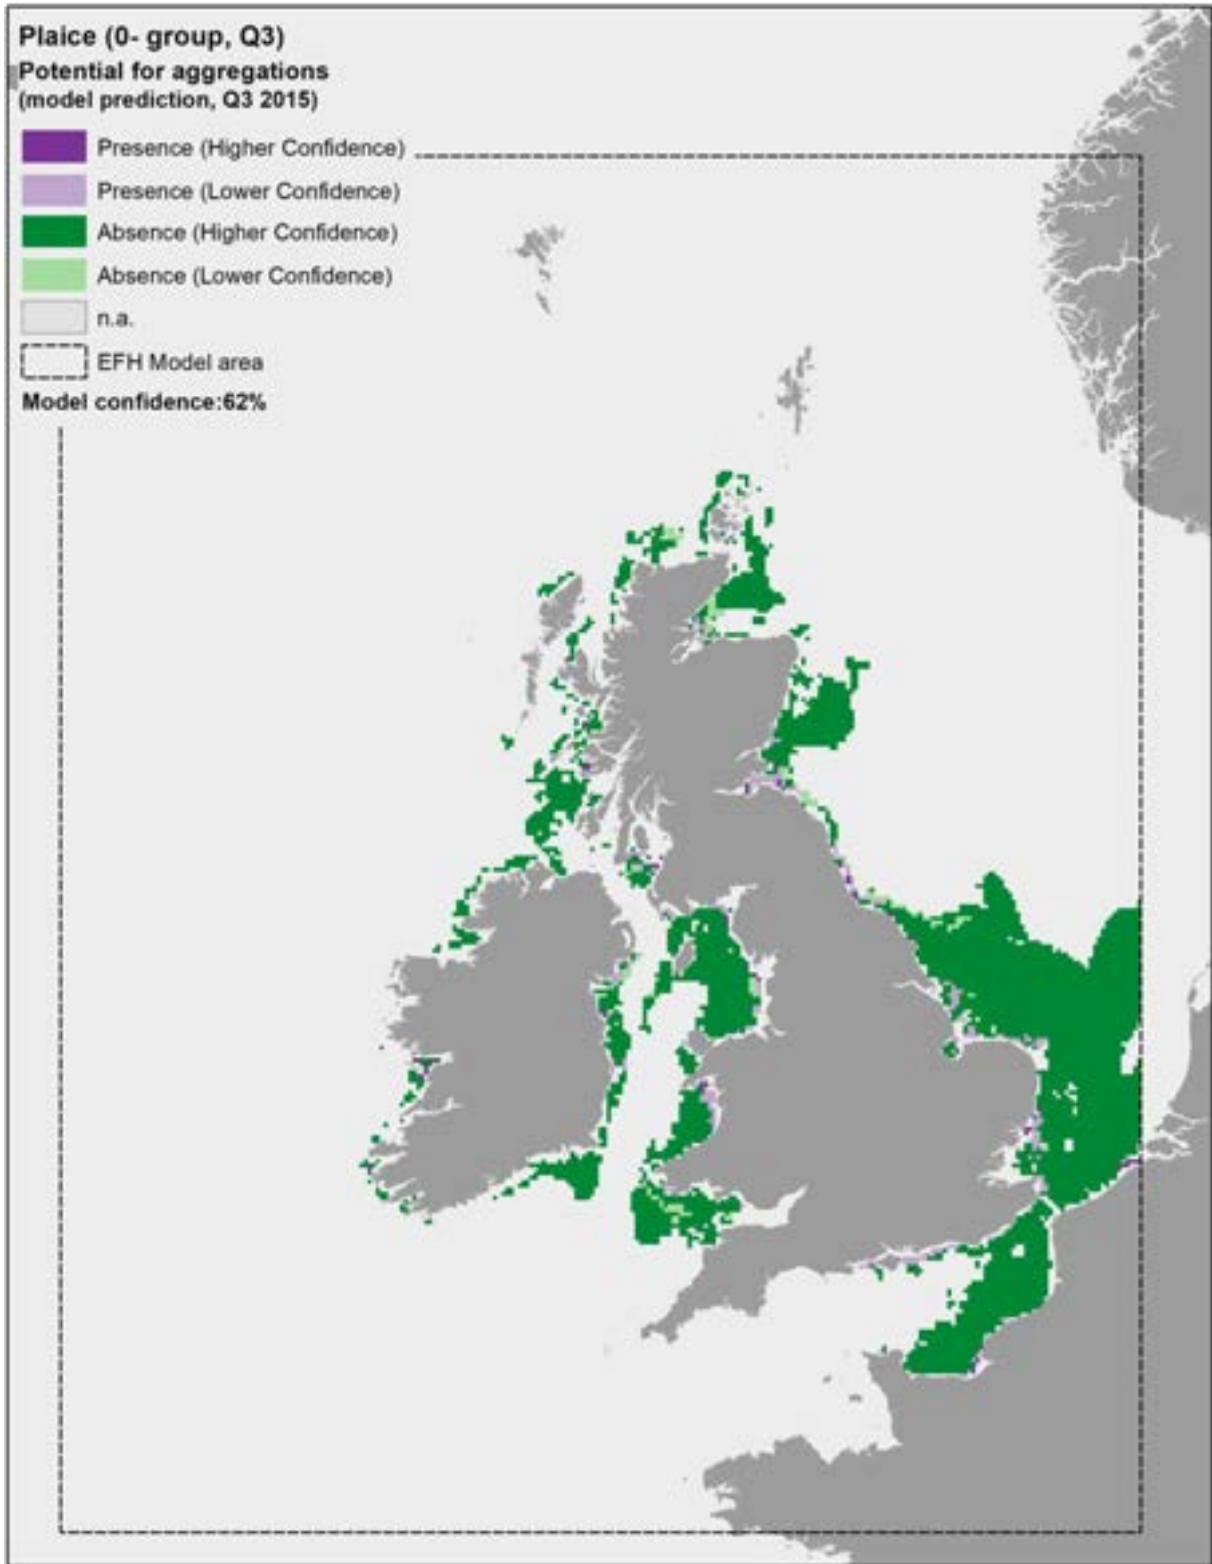 Plaice (0- group, Q3)
Potential for aggregations
(model prediction, Q3 2015)
Presence (Higher Confidence)
Presence (Lower Confidence)
Absence (Higher Confidence)
Absence (Lower Confidence)
n.a.
EFH Model area
Model confidence:62%